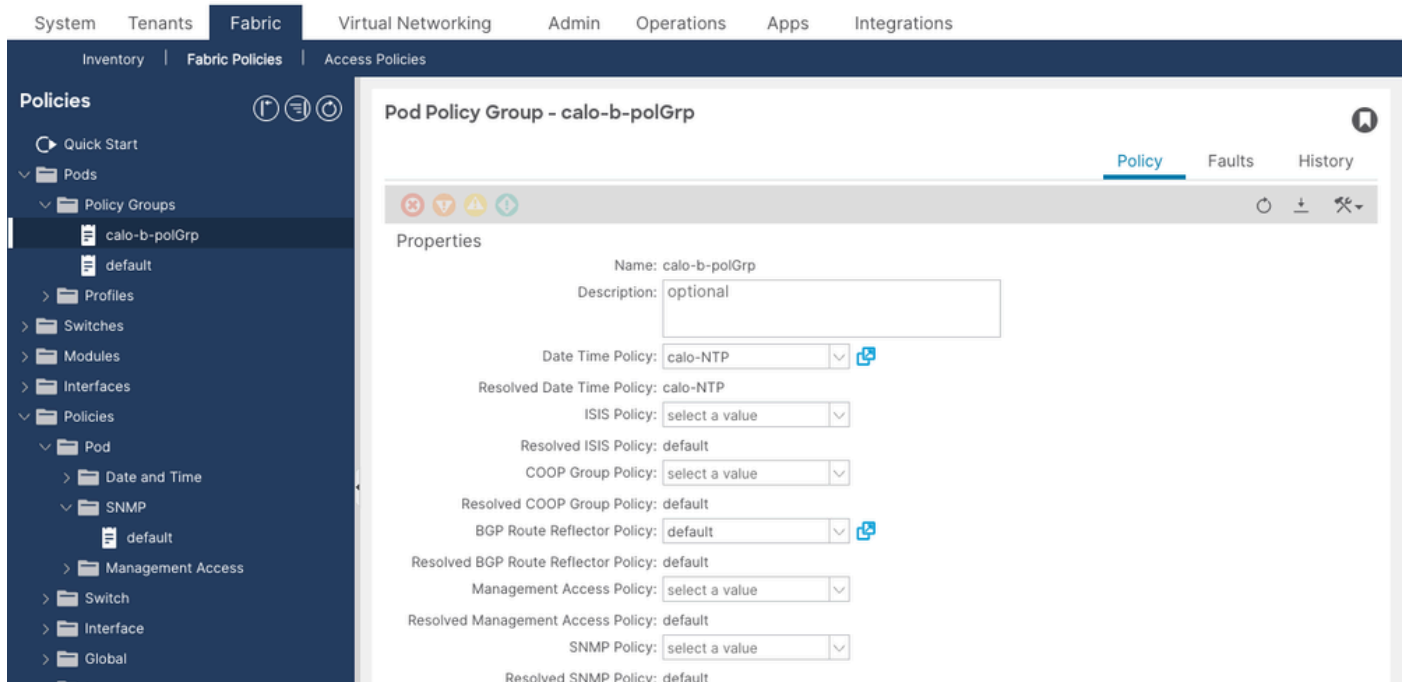 System Tenants Fabric Virtual Networking Admin Operations Apps Integrations
Inventory | Fabric Policies | Access Policies
Policies
Quick Start
Pods
Policy Groups
calo-b-polGrp
default
Profiles
Switches
Modules
Interfaces
Policies
Pod
Date and Time
SNMP
default
Management Access
Switch
Interface
Global
Pod Policy Group - calo-b-polGrp
Policy Faults History
Properties
Name: calo-b-polGrp
Description: optional
Date Time Policy: calo-NTP
Resolved Date Time Policy: calo-NTP
ISIS Policy: select a value
Resolved ISIS Policy: default
COOP Group Policy: select a value
Resolved COOP Group Policy: default
BGP Route Reflector Policy: default
Resolved BGP Route Reflector Policy: default
Management Access Policy: select a value
Resolved Management Access Policy: default
SNMP Policy: select a value
Resolved SNMP Policy: default